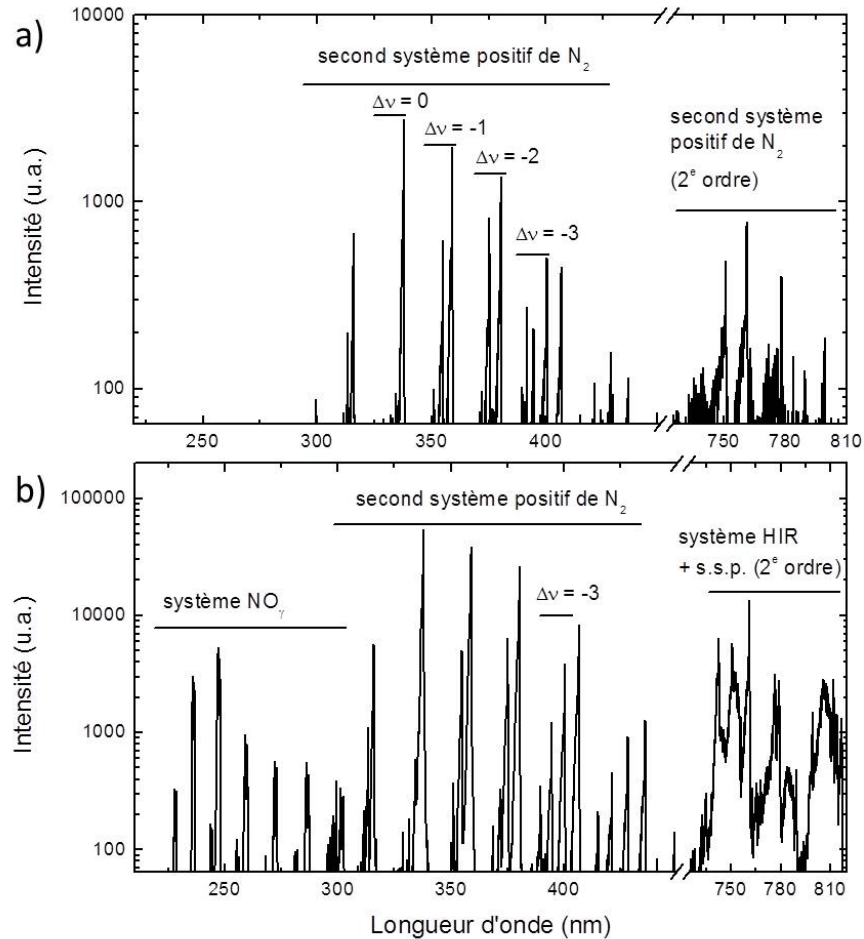 a)
10000
1000
100
Intensité (u.a.)
second système positif de N₂
Δν = 0
Δν = -1
Δν = -2
Δν = -3
second système
positif de N₂
(2ᵉ ordre)
250
300
350
400
760
780
810
b)
100000
10000
1000
100
Intensité (u.a.)
système NOᵧ
second système positif de N₂
Δν = -3
système HIR
+ s.s.p. (2ᵉ ordre)
250
300
350
400
750
780
810
Longueur d'onde (nm)